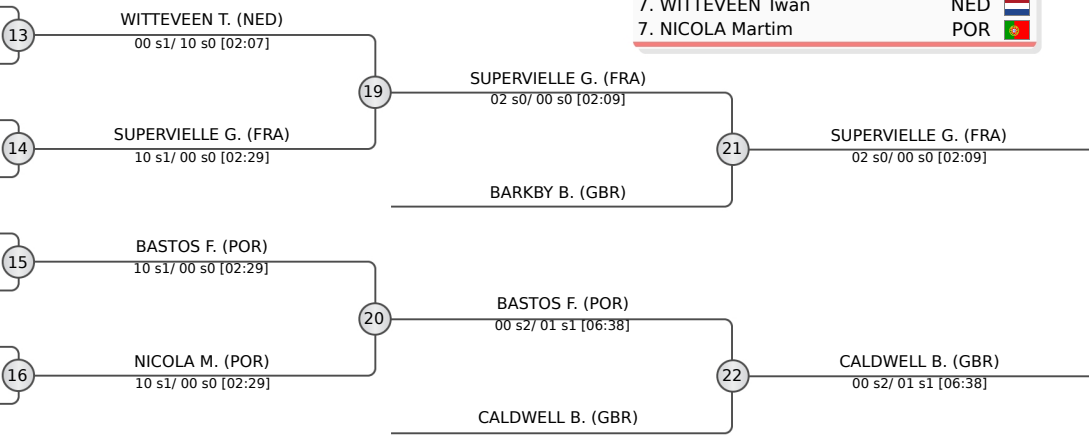 7. WITTEVEEN Iwan NED
7. NICOLA Martim POR
13
WITTEVEEN T. (NED)
00 s1/ 10 s0 [02:07]
19
SUPERVIELLE G. (FRA)
02 s0/ 00 s0 [02:09]
14
SUPERVIELLE G. (FRA)
10 s1/ 00 s0 [02:29]
21
SUPERVIELLE G. (FRA)
02 s0/ 00 s0 [02:09]
BARKBY B. (GBR)
15
BASTOS F. (POR)
10 s1/ 00 s0 [02:29]
20
BASTOS F. (POR)
00 s2/ 01 s1 [06:38]
16
NICOLA M. (POR)
10 s1/ 00 s0 [02:29]
22
CALDWELL B. (GBR)
00 s2/ 01 s1 [06:38]
CALDWELL B. (GBR)